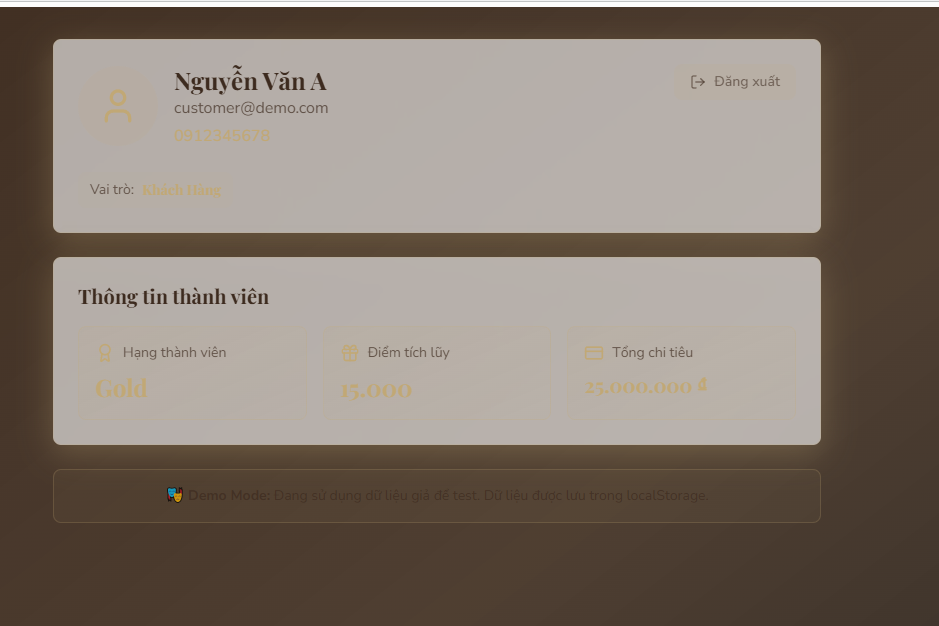 Nguyễn Văn A
customer@demo.com
0912345678
Đăng xuất
Vai trò: Khách Hàng
Thông tin thành viên
Hạng thành viên
Gold
Điểm tích lũy
15.000
Tổng chi tiêu
25.000.000 ₫
Demo Mode: Đang sử dụng dữ liệu giả để test. Dữ liệu được lưu trong localStorage.